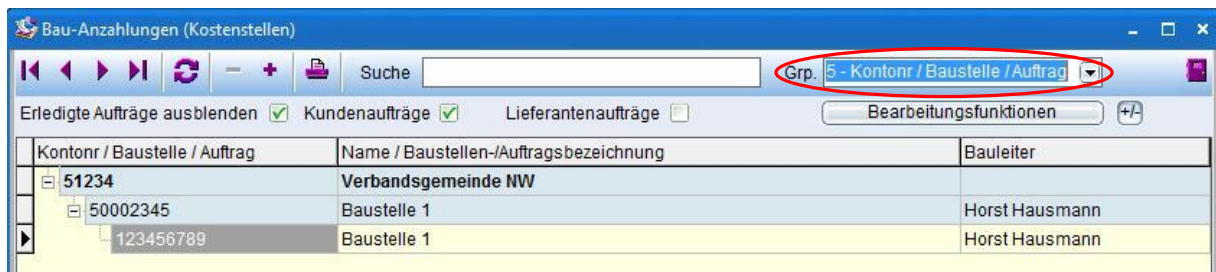 Bau-Anzahlungen (Kostenstellen)
Suche Grp. 5 - Kontonr / Baustelle / Auftrag
Erledigte Aufträge ausblenden Kundenaufträge Lieferantenaufträge Bearbeitungsfunktionen +/-
Kontonr / Baustelle / Auftrag Name / Baustellen-/Auftragsbezeichnung Bauleiter
51234 Verbandsgemeinde NW
50002345 Baustelle 1 Horst Hausmann
123456789 Baustelle 1 Horst Hausmann